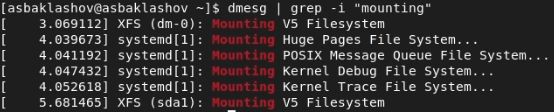 [asbaklashov@asbaklashov ~]$ dmesg | grep -i "mounting"
[    3.069112] XFS (dm-0): Mounting V5 Filesystem
[    4.039673] systemd[1]: Mounting Huge Pages File System...
[    4.041192] systemd[1]: Mounting POSIX Message Queue File System...
[    4.047432] systemd[1]: Mounting Kernel Debug File System...
[    4.052618] systemd[1]: Mounting Kernel Trace File System...
[    5.681465] XFS (sda1): Mounting V5 Filesystem